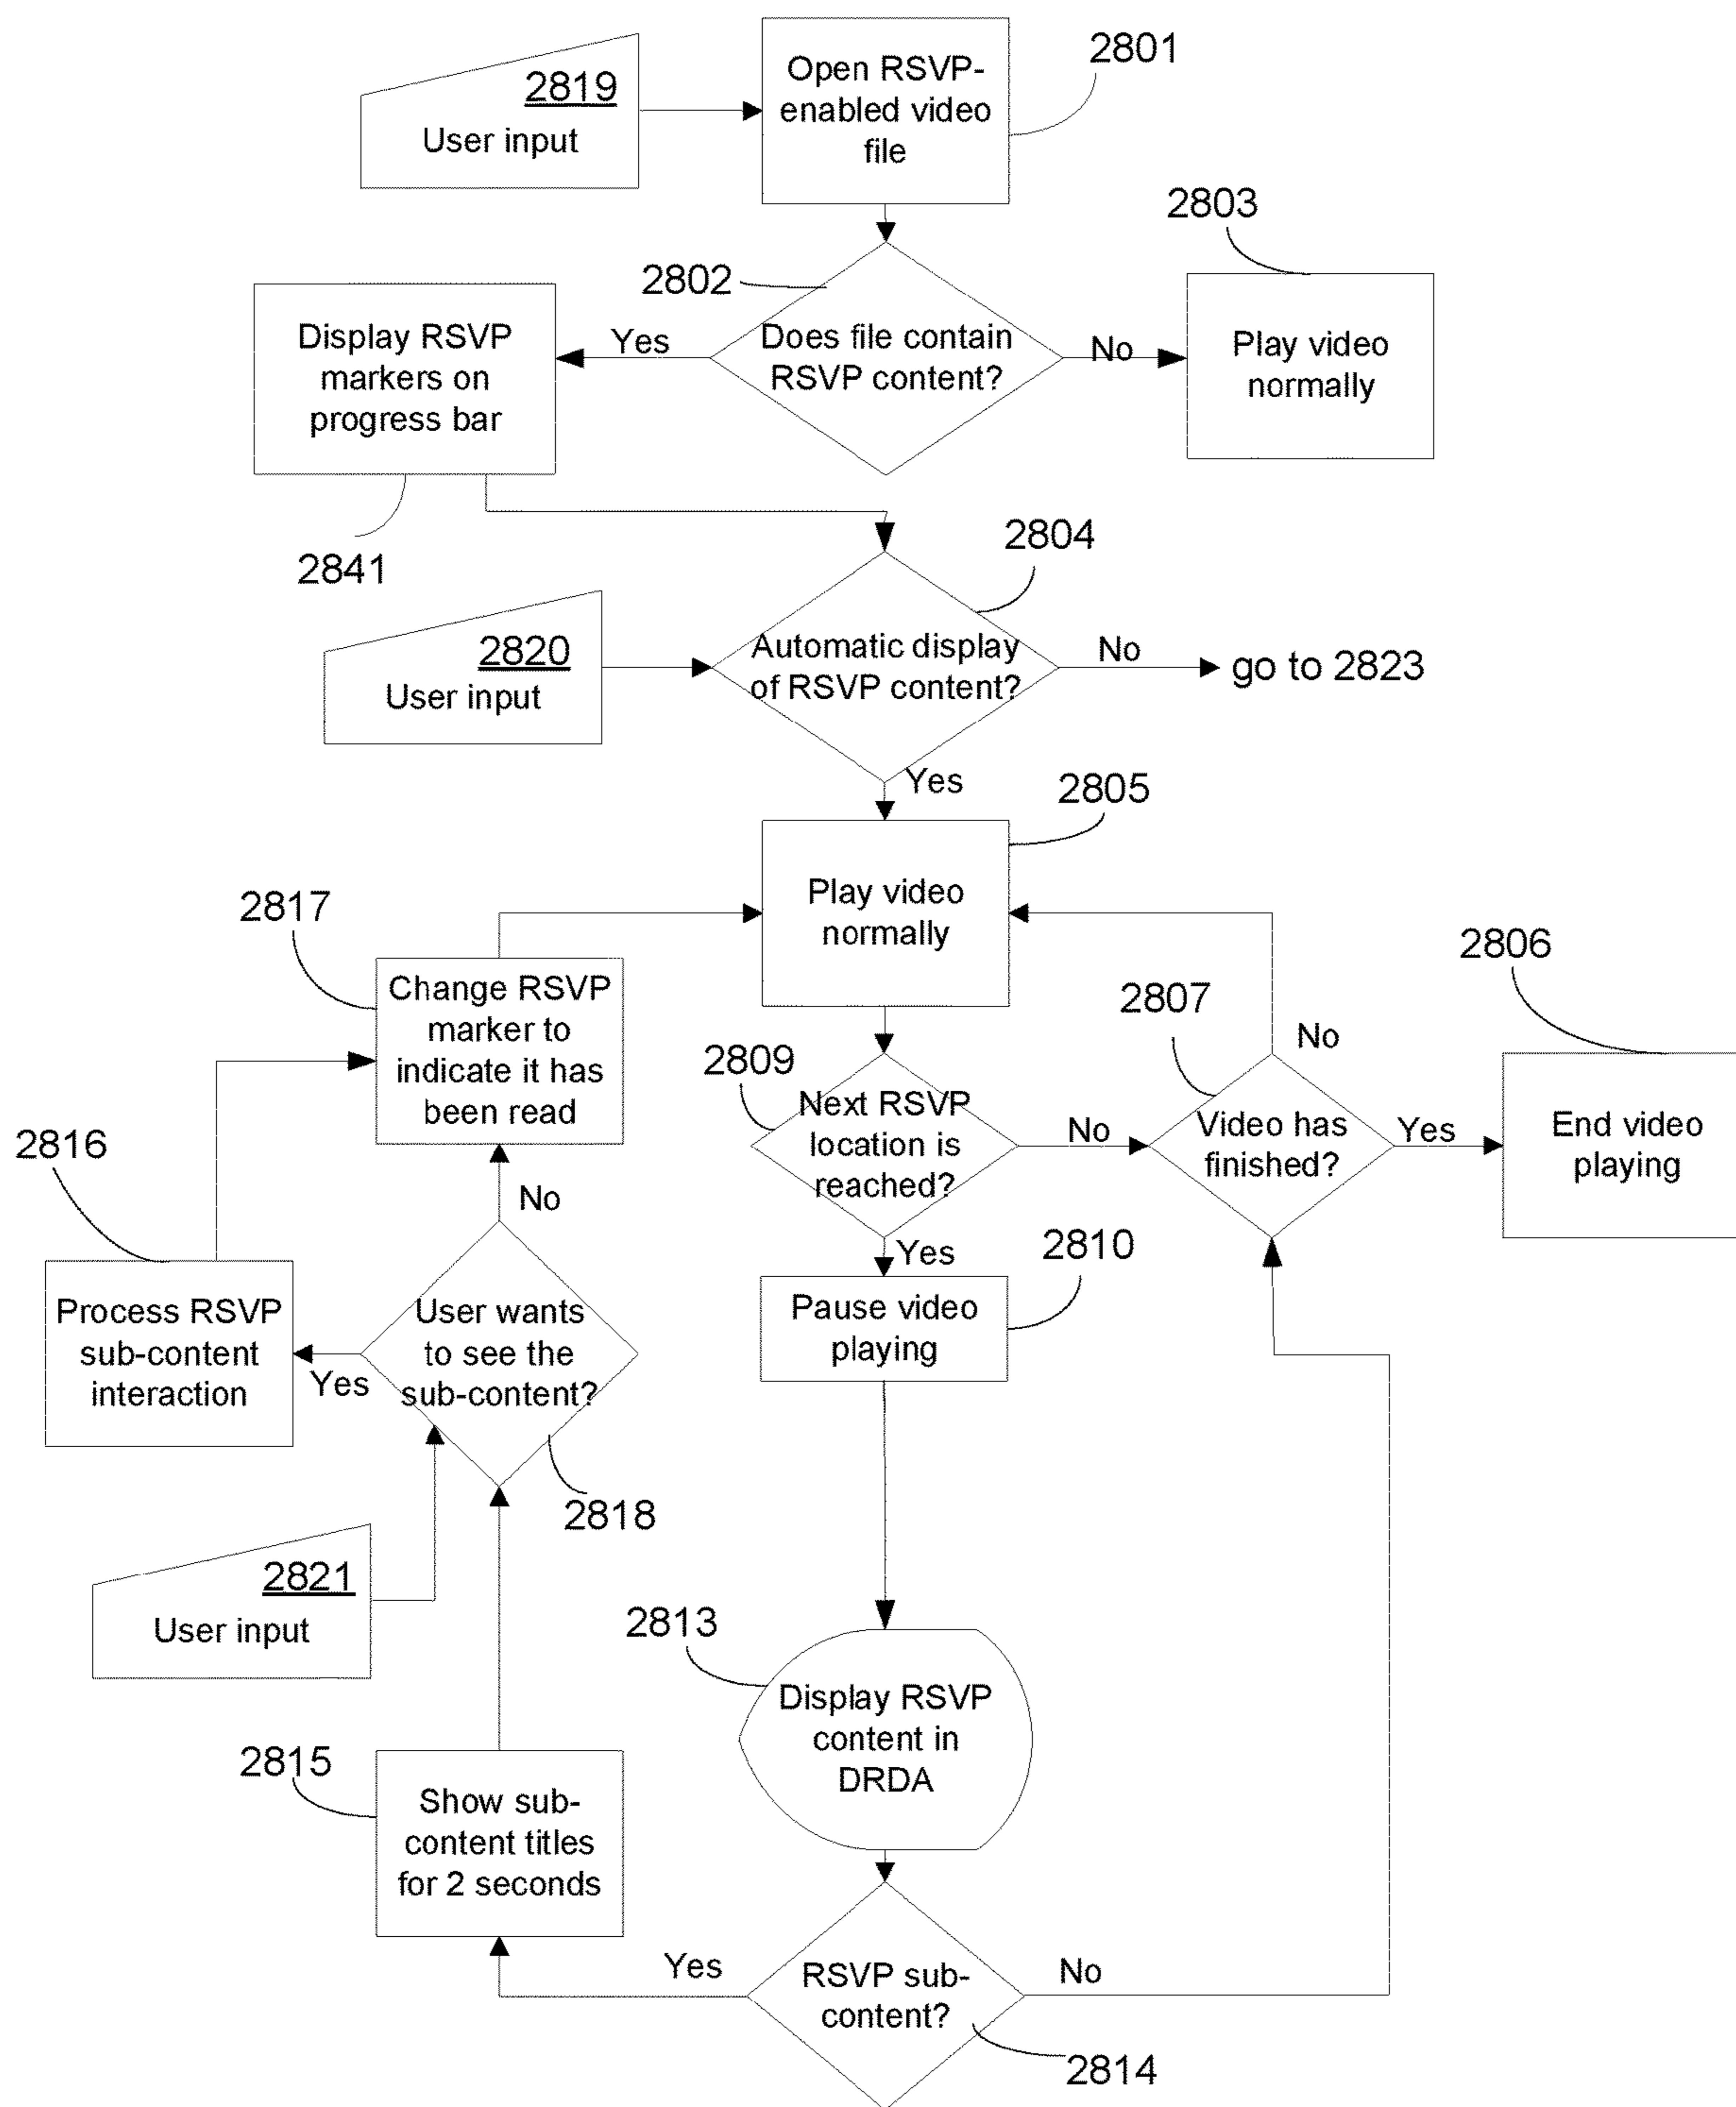 2819
User input
Open RSVP-
enabled video
file
2801
2803
2802
Display RSVP
markers on
progress bar
Yes
Does file contain
RSVP content?
No
Play video
normally
2841
2804
2820
User input
Automatic display
of RSVP content?
No
go to 2823
Yes
2805
Play video
normally
2817
Change RSVP
marker to
indicate it has
been read
2806
2807
No
2809
Next RSVP
location is
reached?
No
Video has
finished?
Yes
End video
playing
2816
No
Yes
2810
Process RSVP
sub-content
interaction
Yes
User wants
to see the
sub-content?
Pause video
playing
2818
2821
User input
2813
Display RSVP
content in
DRDA
2815
Show sub-
content titles
for 2 seconds
Yes
RSVP sub-
content?
No
2814